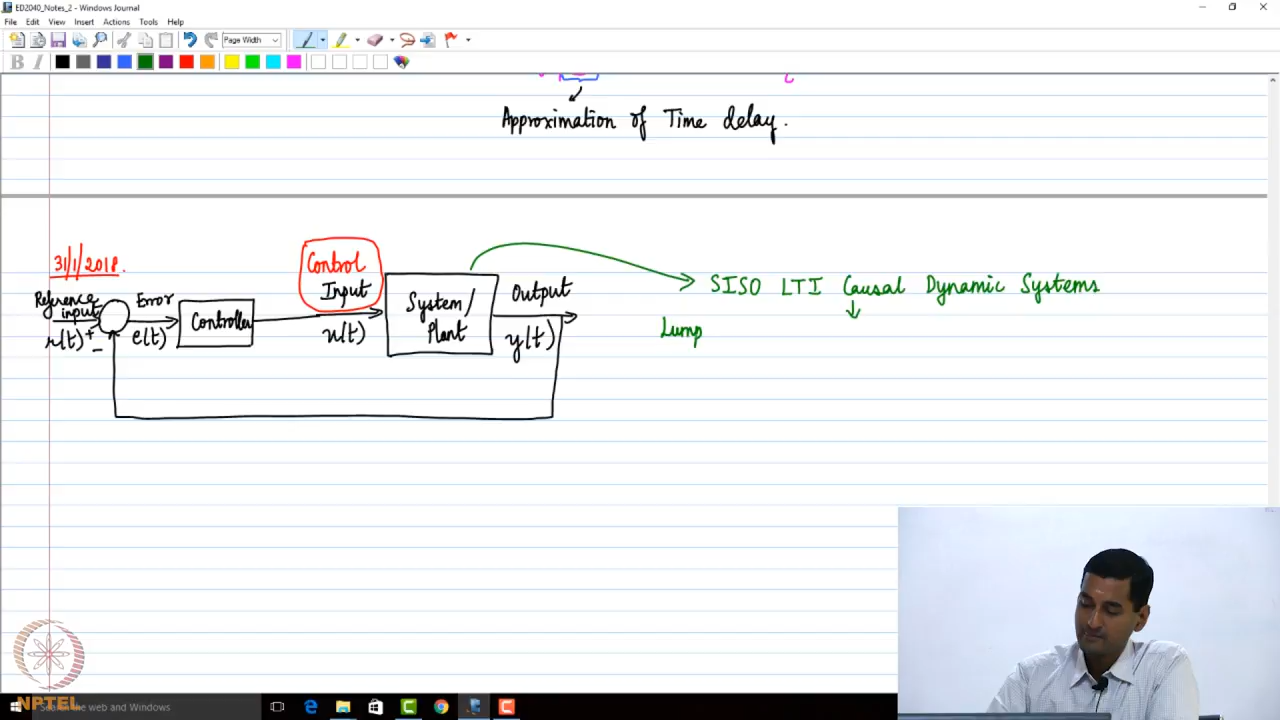 ED2040_Notes_2 - Windows Journal
File Edit View Insert Actions Tools Help
Page Width
B I
Approximation of Time delay.
31/1/2018.
Reference input
r(t)
+
−
Error
e(t)
Controller
Control
Input
u(t)
System/
Plant
Output
y(t)
SISO LTI Causal Dynamic Systems
Lump
NPTEL
Search the web and Windows